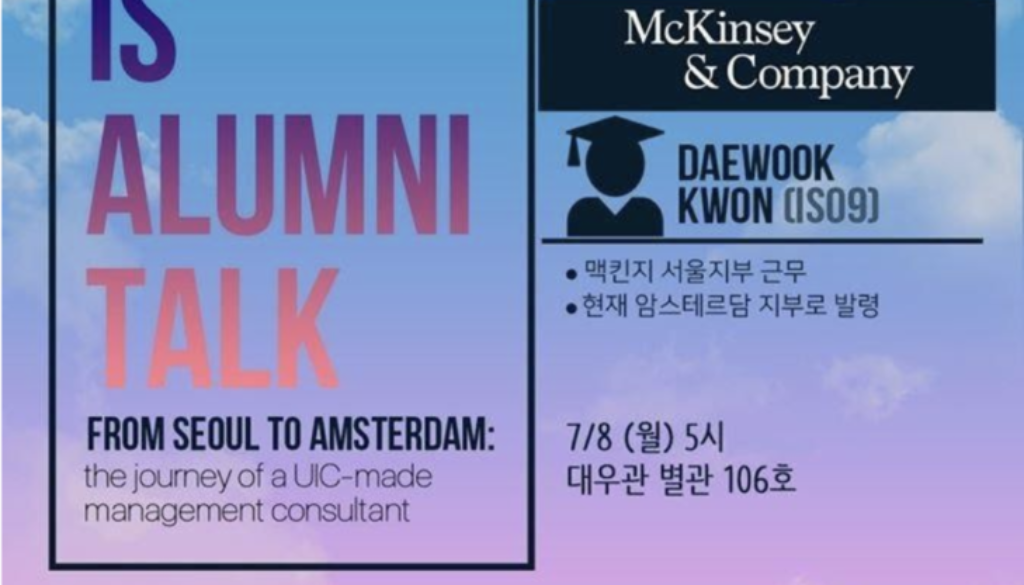 IS
ALUMNI
TALK
FROM SEOUL TO AMSTERDAM:
the journey of a UIC-made
management consultant
McKinsey
& Company
DAEWOOK
KWON (IS09)
• 맥킨지 서울지부 근무
• 현재 암스테르담 지부로 발령
7/8 (월) 5시
대우관 별관 106호